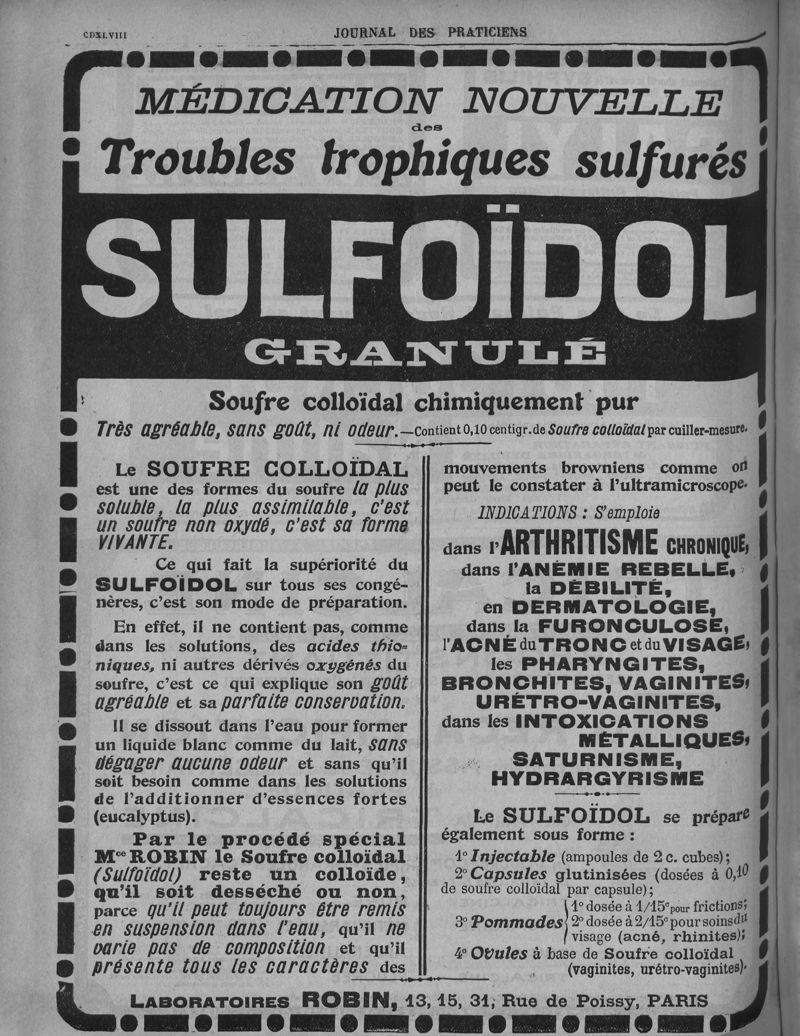 CDXLVIII
JOURNAL DES PRATICIENS
MÉDICATION NOUVELLE
des
Troubles trophiques sulfurés
SULFOÏDOL
GRANULÉ
Soufre colloïdal chimiquement pur
Très agréable, sans goût, ni odeur.—Contient 0,10 centigr. de Soufre colloïdal par cuiller-mesure.
Le SOUFRE COLLOÏDAL
est une des formes du soufre la plus
soluble, la plus assimilable, c'est
un soufre non oxydé, c'est sa forme
VIVANTE.
Ce qui fait la supériorité du
SULFOÏDOL sur tous ses congé-
nères, c'est son mode de préparation.
En effet, il ne contient pas, comme
dans les solutions, des acides thio-
niques, ni autres dérivés oxygénés du
soufre, c'est ce qui explique son goût
agréable et sa parfaite conservation.
Il se dissout dans l'eau pour former
un liquide blanc comme du lait, sans
dégager aucune odeur et sans qu'il
soit besoin comme dans les solutions
de l'additionner d'essences fortes
(eucalyptus).
Par le procédé spécial
Mce ROBIN le Soufre colloïdal
(Sulfoïdol) reste un colloïde,
qu'il soit desséché ou non,
parce qu'il peut toujours être remis
en suspension dans l'eau, qu'il ne
varie pas de composition et qu'il
présente tous les caractères des
mouvements browniens comme on
peut le constater à l'ultramicroscope.
INDICATIONS : S'emploie
dans l'ARTHRITISME CHRONIQUE,
dans l'ANÉMIE REBELLE,
la DÉBILITÉ,
en DERMATOLOGIE,
dans la FURONCULOSE,
l'ACNÉ du TRONC et du VISAGE,
les PHARYNGITES,
BRONCHITES, VAGINITES,
URÉTRO-VAGINITES,
dans les INTOXICATIONS
MÉTALLIQUES,
SATURNISME,
HYDRARGYRISME
Le SULFOÏDOL se prépare
également sous forme :
1º Injectable (ampoules de 2 c. cubes) ;
2º Capsules glutinisées (dosées à 0,10
de soufre colloïdal par capsule) ;
3º Pommades { 1º dosée à 1/15e pour frictions ;
2º dosée à 2/15e pour soins du
visage (acné, rhinites) ;
4º Ovules à base de Soufre colloïdal
(vaginites, urétro-vaginites).
LABORATOIRES ROBIN, 13, 15, 31, Rue de Poissy, PARIS